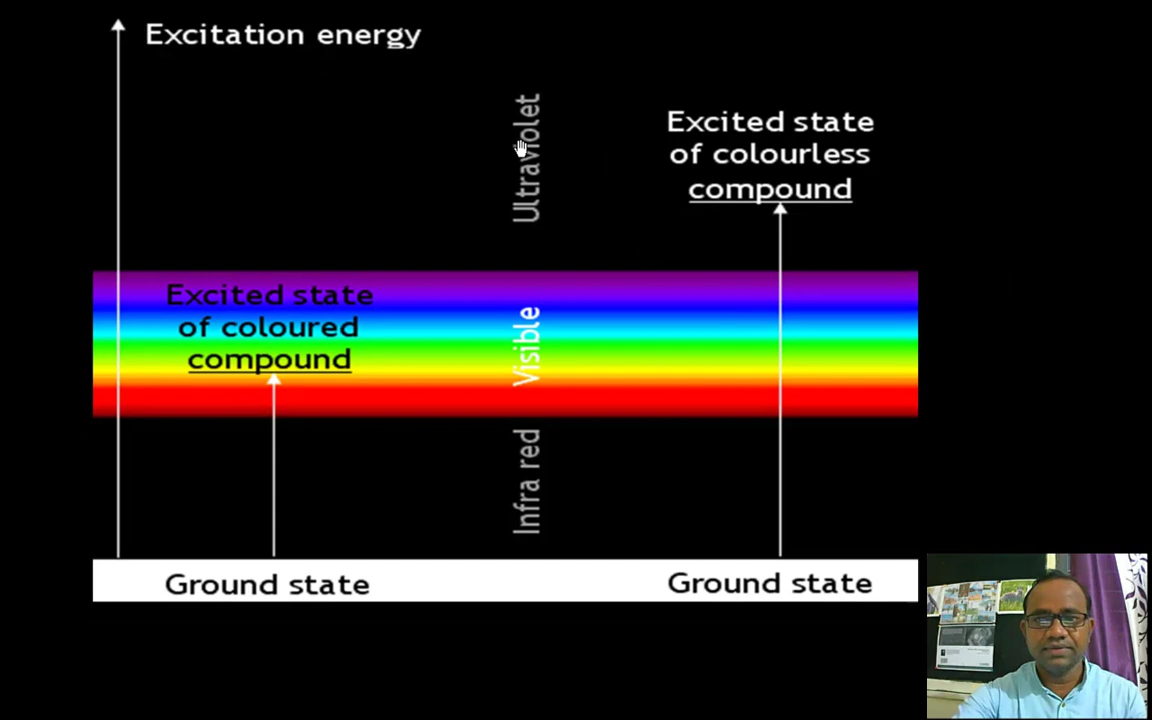 Excitation energy
Ultraviolet
Excited state
of colourless
compound
Excited state
of coloured
compound
Visible
Infra red
Ground state
Ground state